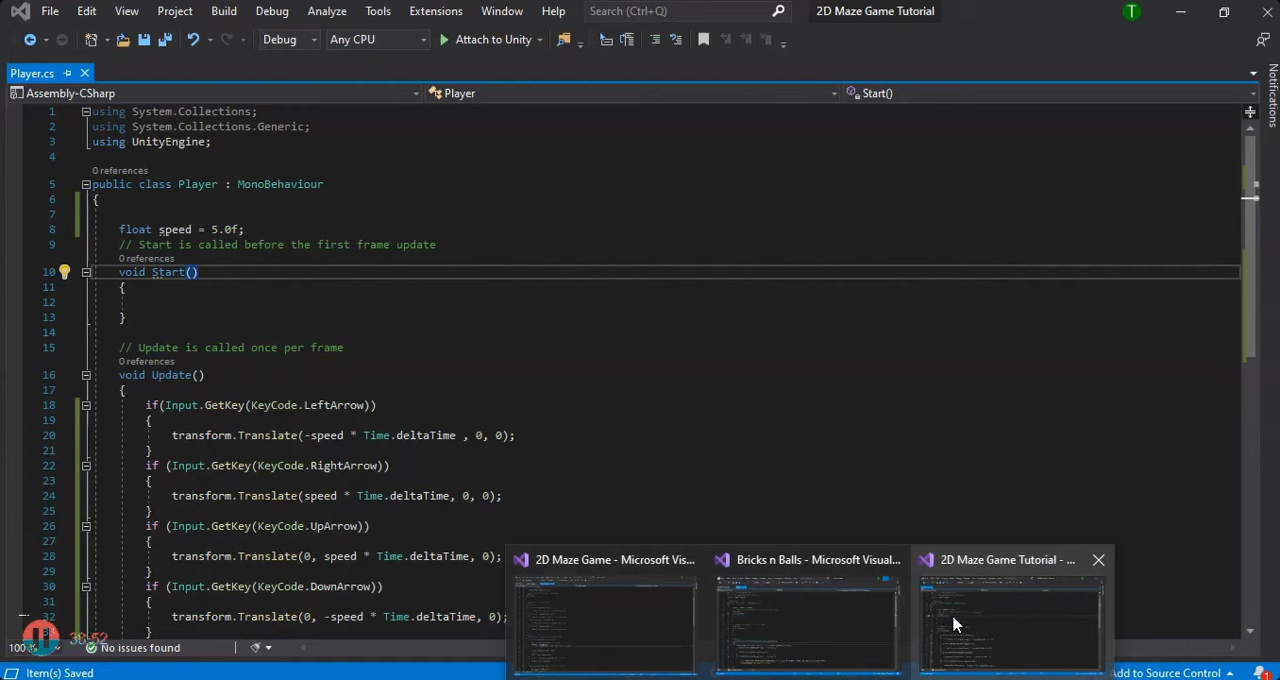 File Edit View Project Build Debug Analyze Tools Extensions Window Help Search (Ctrl+Q) 2D Maze Game Tutorial T
Debug Any CPU Attach to Unity
Player.cs
Assembly-CSharp Player Start()
Notifications
1 using System.Collections;
2 using System.Collections.Generic;
3 using UnityEngine;
4
0 references
5 public class Player : MonoBehaviour
6 {
7
8 float speed = 5.0f;
9 // Start is called before the first frame update
0 references
10 void Start()
11 {
12
13 }
14
15 // Update is called once per frame
0 references
16 void Update()
17 {
18 if(Input.GetKey(KeyCode.LeftArrow))
19 {
20 transform.Translate(-speed * Time.deltaTime , 0, 0);
21 }
22 if (Input.GetKey(KeyCode.RightArrow))
23 {
24 transform.Translate(speed * Time.deltaTime, 0, 0);
25 }
26 if (Input.GetKey(KeyCode.UpArrow))
27 {
28 transform.Translate(0, speed * Time.deltaTime, 0);
29 }
30 if (Input.GetKey(KeyCode.DownArrow))
31 {
32 transform.Translate(0, -speed * Time.deltaTime, 0);
}
2D Maze Game - Microsoft Vis... Bricks n Balls - Microsoft Visual... 2D Maze Game Tutorial - ...
100 % No issues found
Item(s) Saved Add to Source Control 1